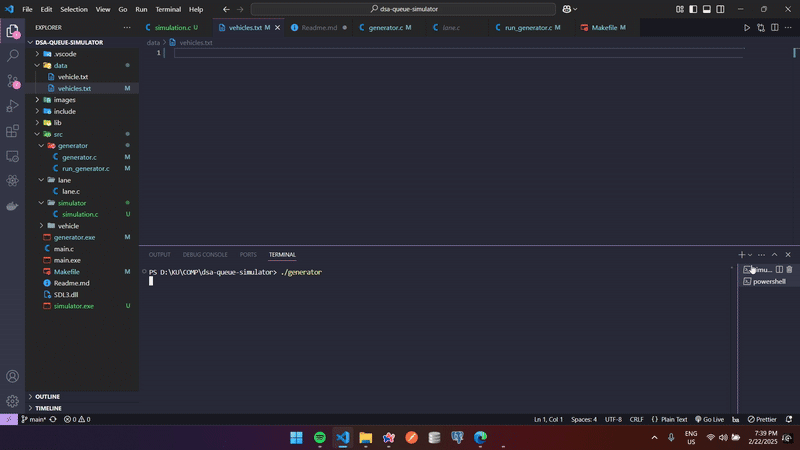 File Edit Selection View Go Run Terminal Help
dsa-queue-simulator
EXPLORER
simulation.c U
vehicles.txt M
Readme.md
generator.c M
lane.c
run_generator.c M
Makefile M
DSA-QUEUE-SIMULATOR
data > vehicles.txt
1
.vscode
data
vehicle.txt
vehicles.txt M
images
include
lib
src
generator
generator.c M
run_generator.c M
lane
lane.c
simulator
simulation.c U
vehicle
generator.exe M
main.c
main.exe
Makefile M
Readme.md
SDL3.dll
simulator.exe U
OUTPUT DEBUG CONSOLE PORTS TERMINAL
PS D:\KU\COMP\dsa-queue-simulator> ./generator
powershell
OUTLINE
TIMELINE
main* 0 0
Ln 1, Col 1 Spaces: 4 UTF-8 CRLF {} Plain Text Go Live Prettier
ENG
US
7:39 PM
2/22/2025